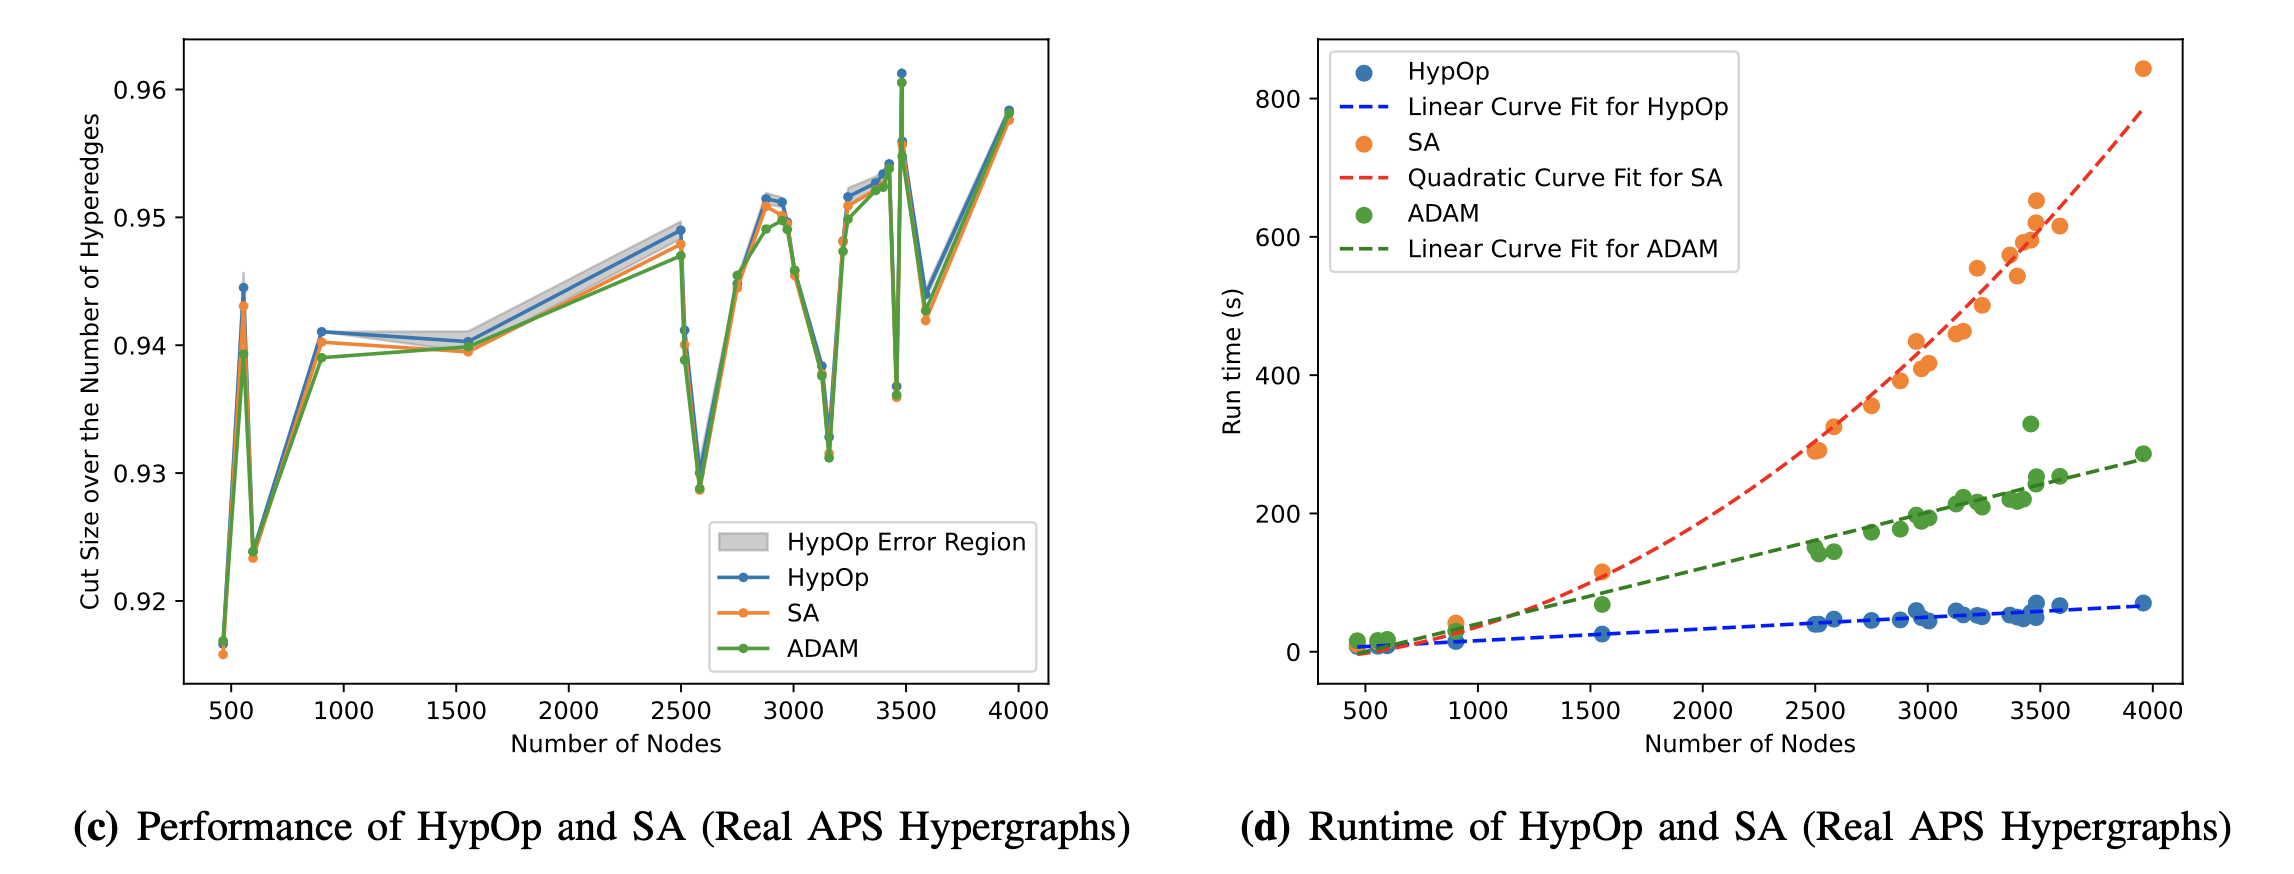 Cut Size over the Number of Hyperedges
0.96
0.95
0.94
0.93
0.92
HypOp Error Region
HypOp
SA
ADAM
500 1000 1500 2000 2500 3000 3500 4000
Number of Nodes
(c) Performance of HypOp and SA (Real APS Hypergraphs)
Run time (s)
800
600
400
200
0
HypOp
Linear Curve Fit for HypOp
SA
Quadratic Curve Fit for SA
ADAM
Linear Curve Fit for ADAM
500 1000 1500 2000 2500 3000 3500 4000
Number of Nodes
(d) Runtime of HypOp and SA (Real APS Hypergraphs)